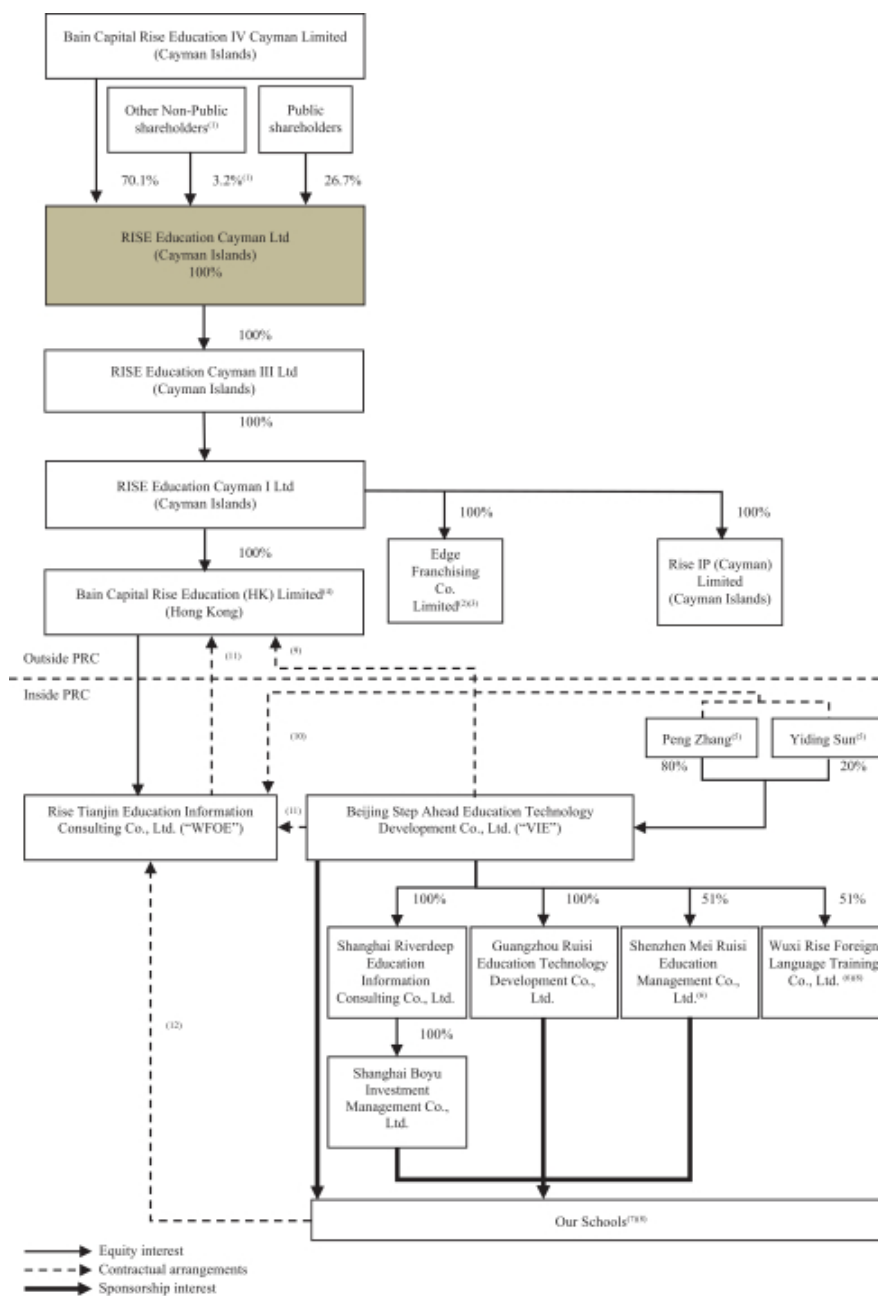 Bain Capital Rise Education IV Cayman Limited
(Cayman Islands)
Other Non-Public
shareholders(1)
Public
shareholders
70.1%
3.2%(1)
26.7%
RISE Education Cayman Ltd
(Cayman Islands)
100%
100%
RISE Education Cayman III Ltd
(Cayman Islands)
100%
RISE Education Cayman I Ltd
(Cayman Islands)
100%
100%
100%
Edge
Franchising
Co.
Limited(2)(3)
Rise IP (Cayman)
Limited
(Cayman Islands)
Bain Capital Rise Education (HK) Limited(4)
(Hong Kong)
Outside PRC
(11)
(9)
Inside PRC
(10)
Peng Zhang(5)
Yiding Sun(5)
80%
20%
Rise Tianjin Education Information
Consulting Co., Ltd. (“WFOE”)
(11)
Beijing Step Ahead Education Technology
Development Co., Ltd. (“VIE”)
100%
100%
51%
51%
Shanghai Riverdeep
Education
Information
Consulting Co., Ltd.
Guangzhou Ruisi
Education Technology
Development Co.,
Ltd.
Shenzhen Mei Ruisi
Education
Management Co.,
Ltd.(6)
Wuxi Rise Foreign
Language Training
Co., Ltd.
(12)
100%
Shanghai Boyu
Investment
Management Co.,
Ltd.
Our Schools(7)(8)
Equity interest
Contractual arrangements
Sponsorship interest